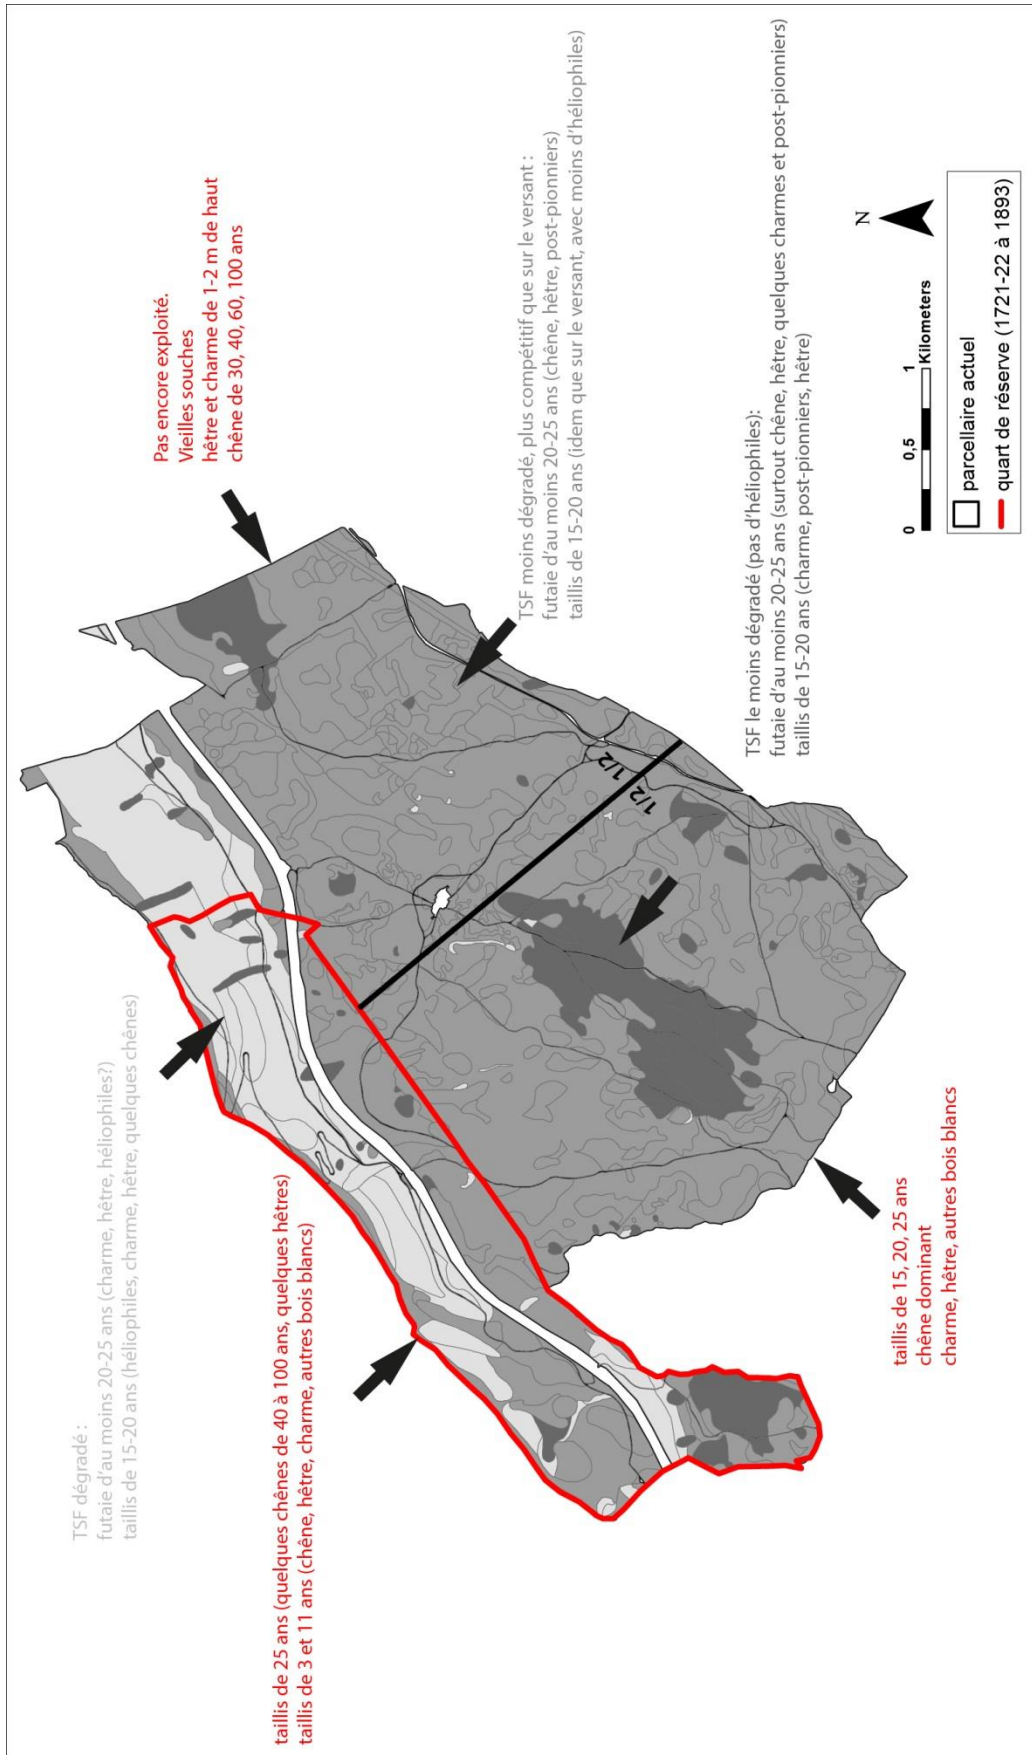 TSF dégradé :
futaie d'au moins 20-25 ans (charme, hêtre, héliophiles?)
taillis de 15-20 ans (héliophiles, charme, hêtre, quelques chênes)
Pas encore exploité.
Vieilles souches
hêtre et charme de 1-2 m de haut
chêne de 30, 40, 60, 100 ans
taillis de 25 ans (quelques chênes de 40 à 100 ans, quelques hêtres)
taillis de 3 et 11 ans (chêne, hêtre, charme, autres bois blancs)
TSF moins dégradé, plus compétitif que sur le versant :
futaie d'au moins 20-25 ans (chêne, hêtre, post-pionniers)
taillis de 15-20 ans (idem que sur le versant, avec moins d'héliophiles)
1/2 1/2
TSF le moins dégradé (pas d'héliophiles):
futaie d'au moins 20-25 ans (surtout chêne, hêtre, quelques charmes et post-pionniers)
taillis de 15-20 ans (charme, post-pionniers, hêtre)
taillis de 15, 20, 25 ans
chêne dominant
charme, hêtre, autres bois blancs
N
0 0,5 1
Kilometers
parcellaire actuel
quart de réserve (1721-22 à 1893)